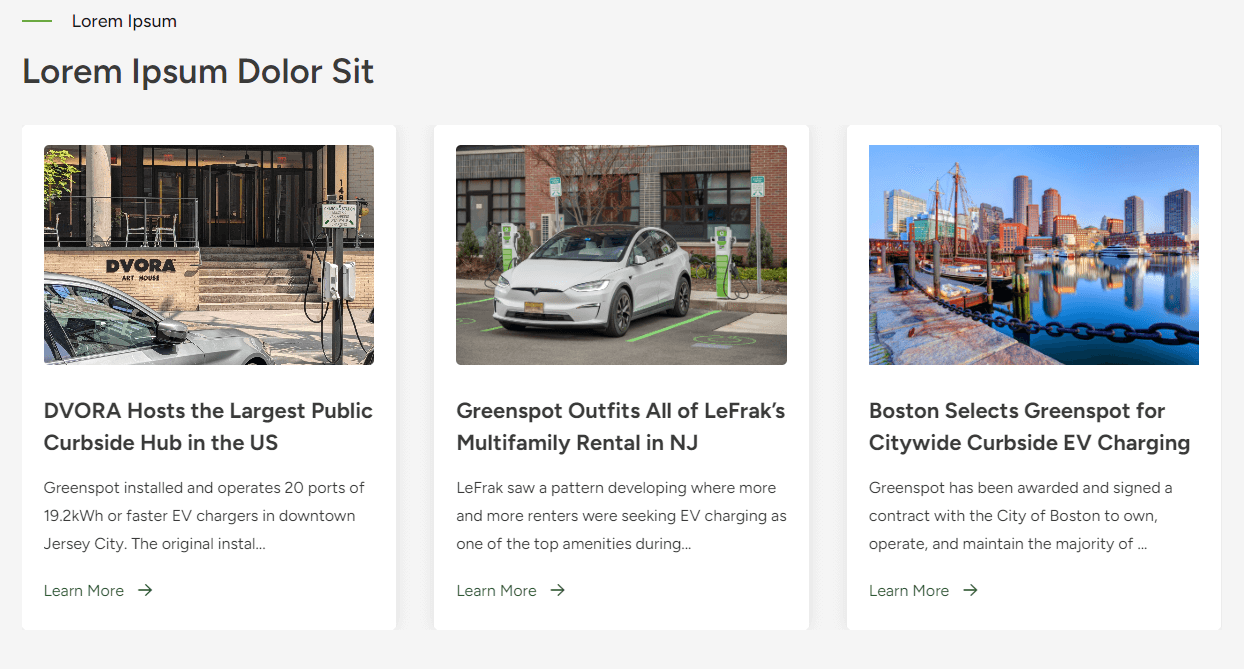 Lorem Ipsum
Lorem Ipsum Dolor Sit
DVORA
ART HOUSE
DVORA Hosts the Largest Public
Curbside Hub in the US
Greenspot installed and operates 20 ports of
19.2kWh or faster EV chargers in downtown
Jersey City. The original instal...
Learn More
Greenspot Outfits All of LeFrak’s
Multifamily Rental in NJ
LeFrak saw a pattern developing where more
and more renters were seeking EV charging as
one of the top amenities during...
Learn More
Boston Selects Greenspot for
Citywide Curbside EV Charging
Greenspot has been awarded and signed a
contract with the City of Boston to own,
operate, and maintain the majority of ...
Learn More